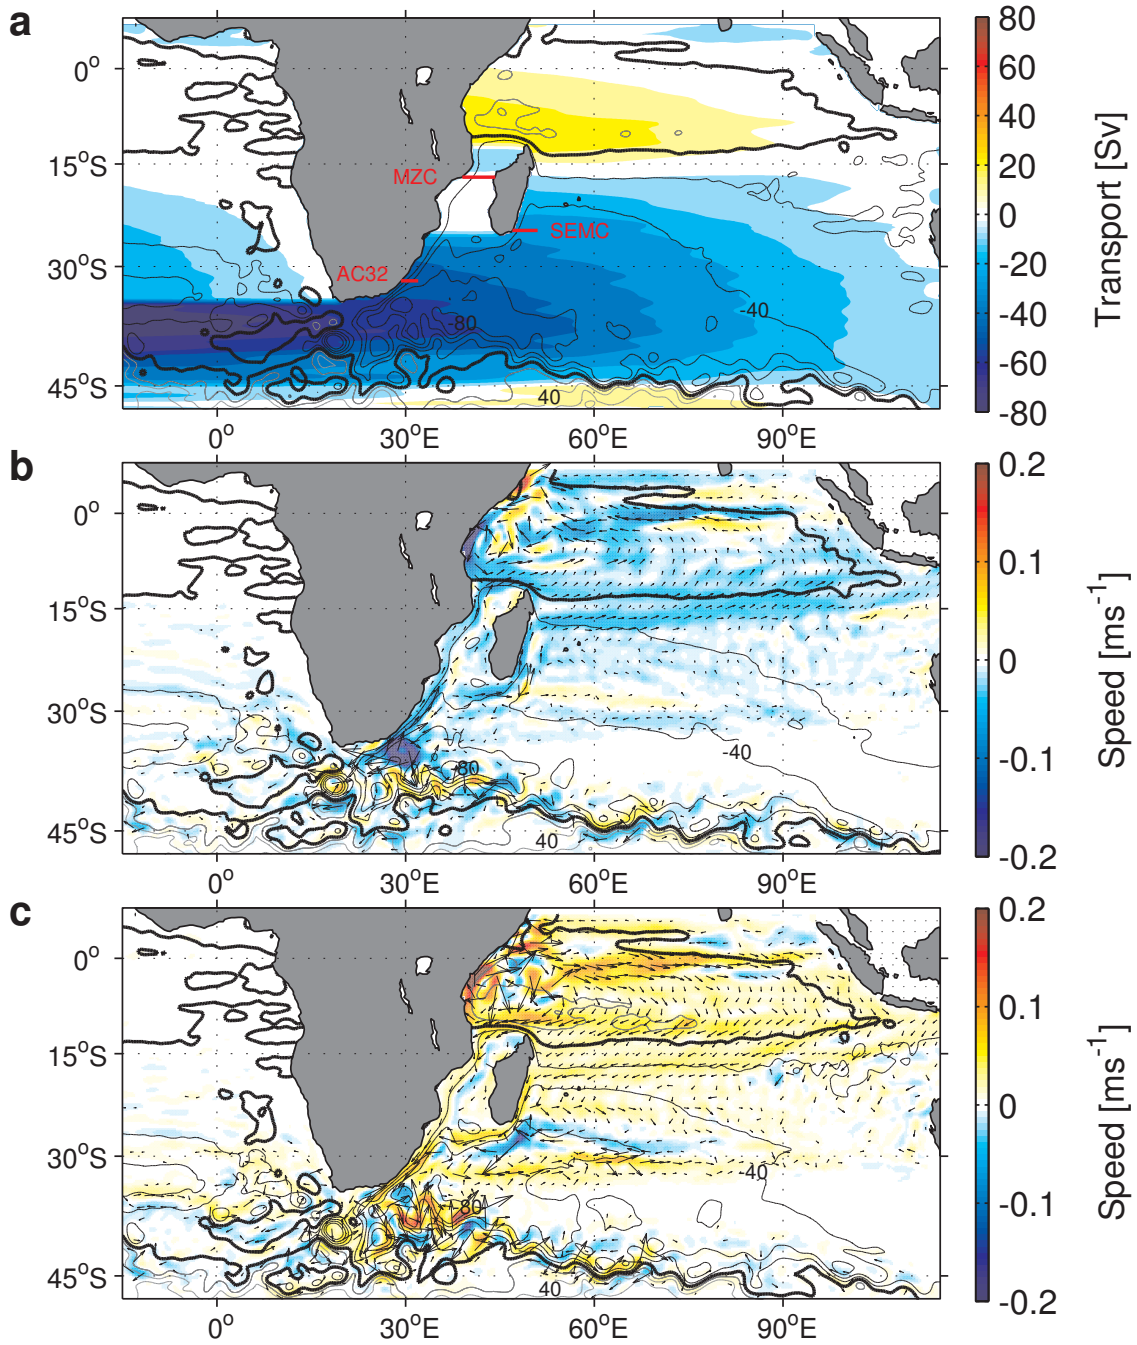 a
0°
15°S
30°S
45°S
MZC
SEMC
AC32
-80
-40
40
0°
30°E
60°E
90°E
80
60
40
20
0
-20
-40
-60
-80
Transport [Sv]
b
0°
15°S
30°S
45°S
-40
-80
40
0°
30°E
60°E
90°E
0.2
0.1
0
-0.1
-0.2
Speed [ms⁻¹]
c
0°
15°S
30°S
45°S
-40
-80
40
0°
30°E
60°E
90°E
0.2
0.1
0
-0.1
-0.2
Speed [ms⁻¹]